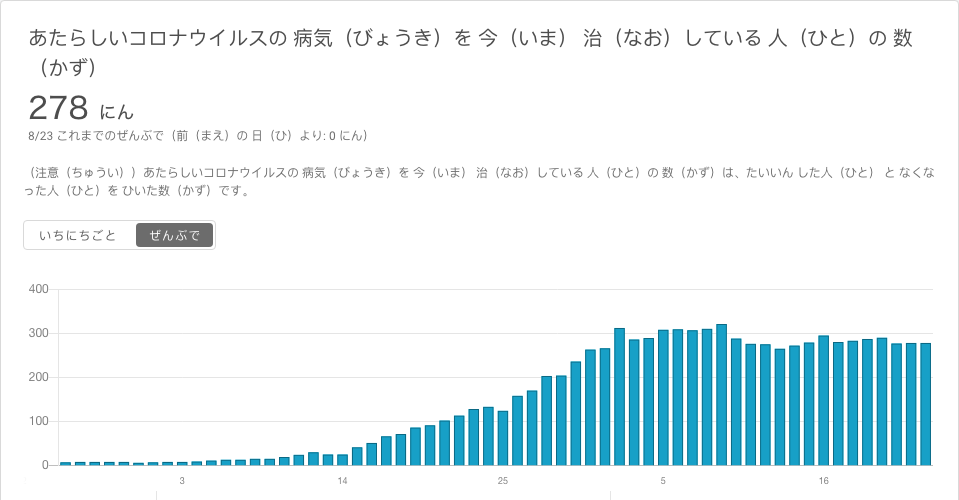 あたらしいコロナウイルスの 病気（びょうき）を 今（いま） 治（なお）している 人（ひと）の 数
（かず）
278 にん
8/23 これまでのぜんぶで（前（まえ）の 日（ひ）より: 0 にん）
（注意（ちゅうい））あたらしいコロナウイルスの 病気（びょうき）を 今（いま） 治（なお）している 人（ひと）の 数（かず）は、たいいん した人（ひと） と なくな
った人（ひと）を ひいた数（かず）です。
いちにちごと ぜんぶで
400
300
200
100
0
3 14 25 5 16